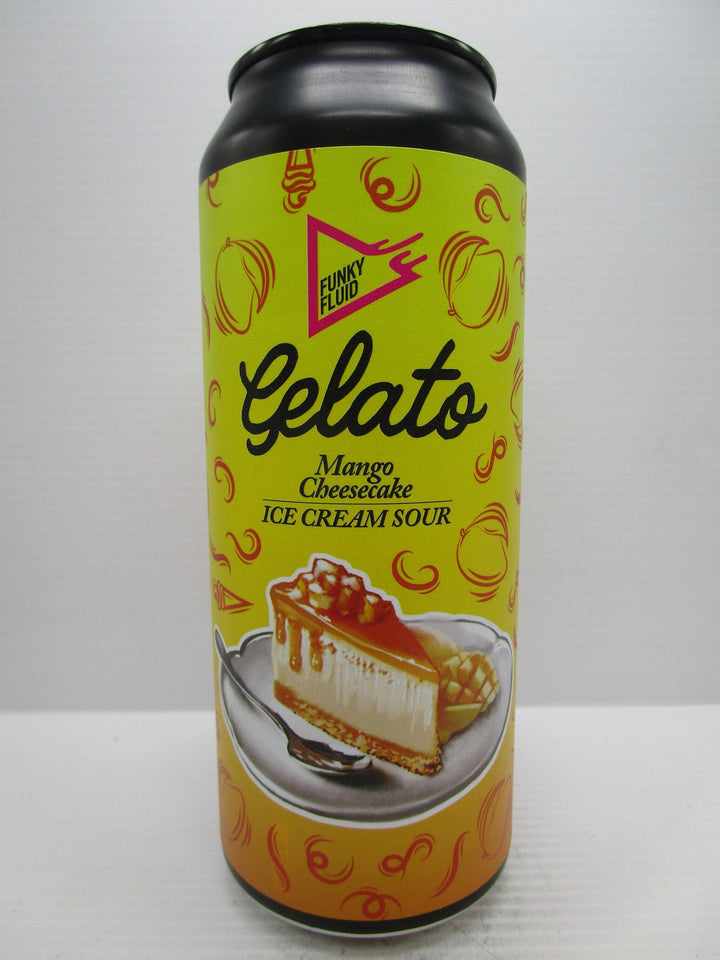 FUNKY
FLUID
Gelato
Mango
Cheesecake
ICE CREAM SOUR